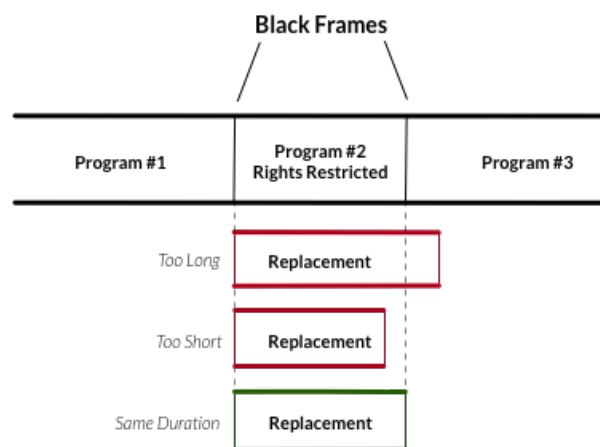 Black Frames
Program #1
Program #2
Rights Restricted
Program #3
Too Long
Replacement
Too Short
Replacement
Same Duration
Replacement